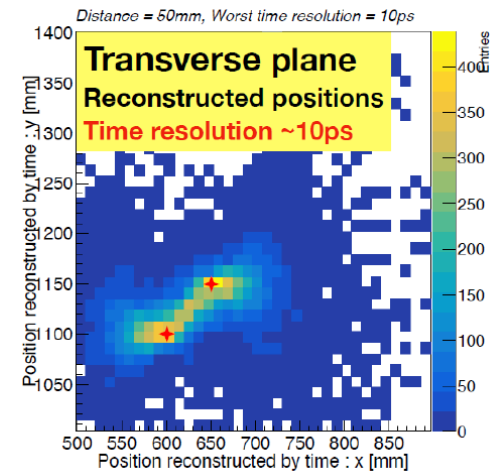 Distance = 50mm, Worst time resolution = 10ps
Transverse plane
Reconstructed positions
Time resolution ~10ps
Position reconstructed by time : y [mm]
1400
1350
1300
1250
1200
1150
1100
1050
500 550 600 650 700 750 800 850
Position reconstructed by time : x [mm]
Entries
400
350
300
250
200
150
100
50
0